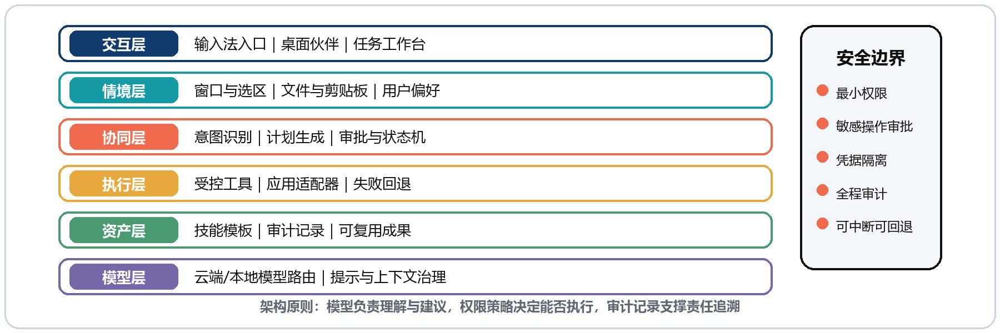 交互层 输入法入口｜桌面伙伴｜任务工作台
情境层 窗口与选区｜文件与剪贴板｜用户偏好
协同层 意图识别｜计划生成｜审批与状态机
执行层 受控工具｜应用适配器｜失败回退
资产层 技能模板｜审计记录｜可复用成果
模型层 云端/本地模型路由｜提示与上下文治理
架构原则：模型负责理解与建议，权限策略决定能否执行，审计记录支撑责任追溯
安全边界
最小权限
敏感操作审批
凭据隔离
全程审计
可中断可回退